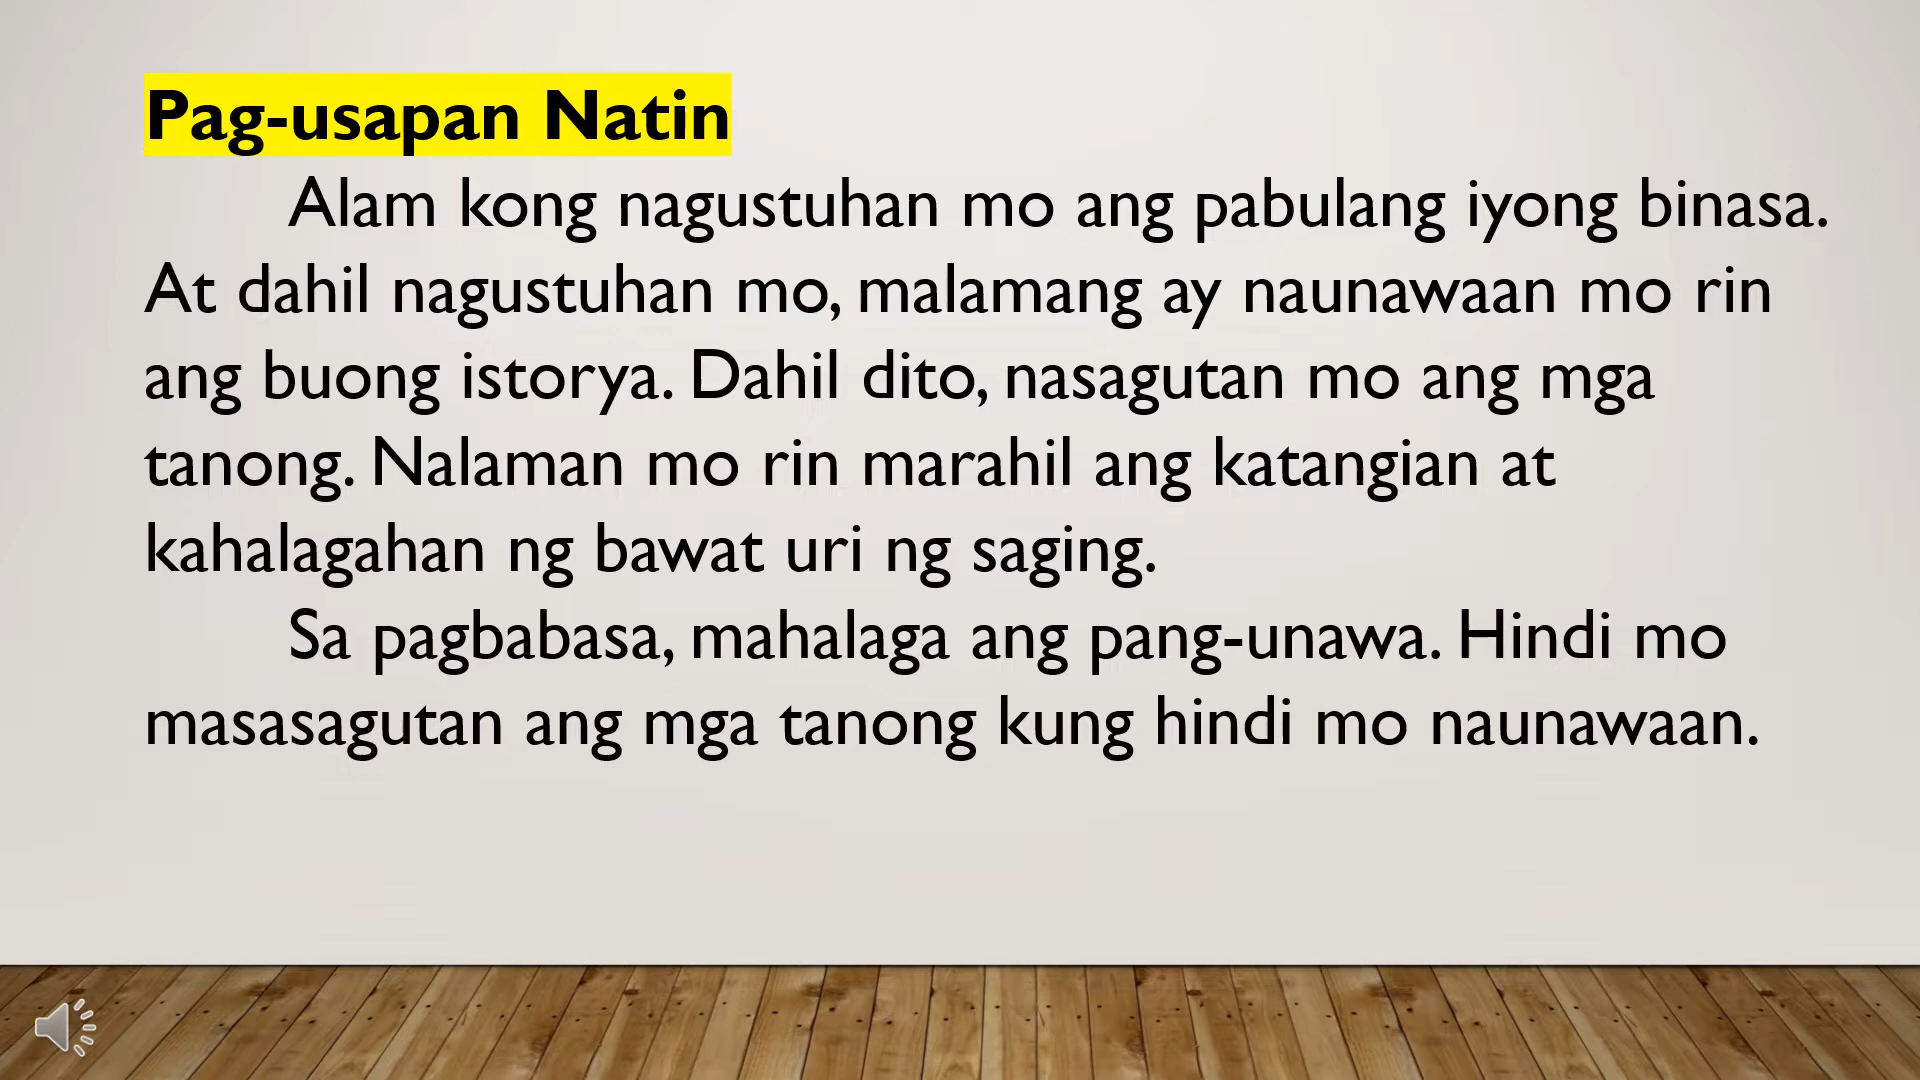 Pag-usapan Natin
Alam kong nagustuhan mo ang pabulang iyong binasa.
At dahil nagustuhan mo, malamang ay naunawaan mo rin
ang buong istorya. Dahil dito, nasagutan mo ang mga
tanong. Nalaman mo rin marahil ang katangian at
kahalagahan ng bawat uri ng saging.
Sa pagbabasa, mahalaga ang pang-unawa. Hindi mo
masasagutan ang mga tanong kung hindi mo naunawaan.